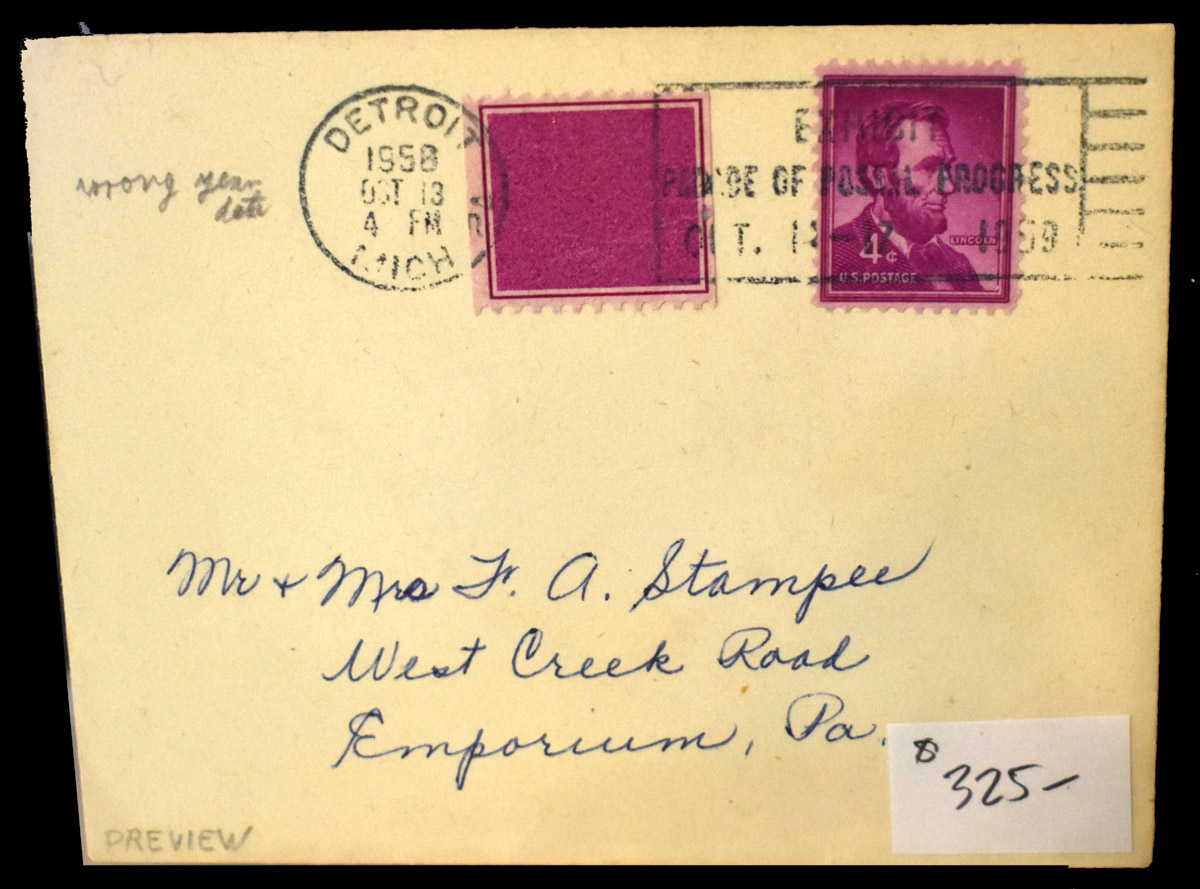 DETROIT
1958
OCT 13
4 PM
MICH
EXHIBIT
OF POSTAL PROGRESS
OCT. 1959
LINCOLN
4¢
U.S. POSTAGE
wrong year
date
Mr + Mrs F. A. Stampee
West Creek Road
Emporium, Pa.
$325-
PREVIEW